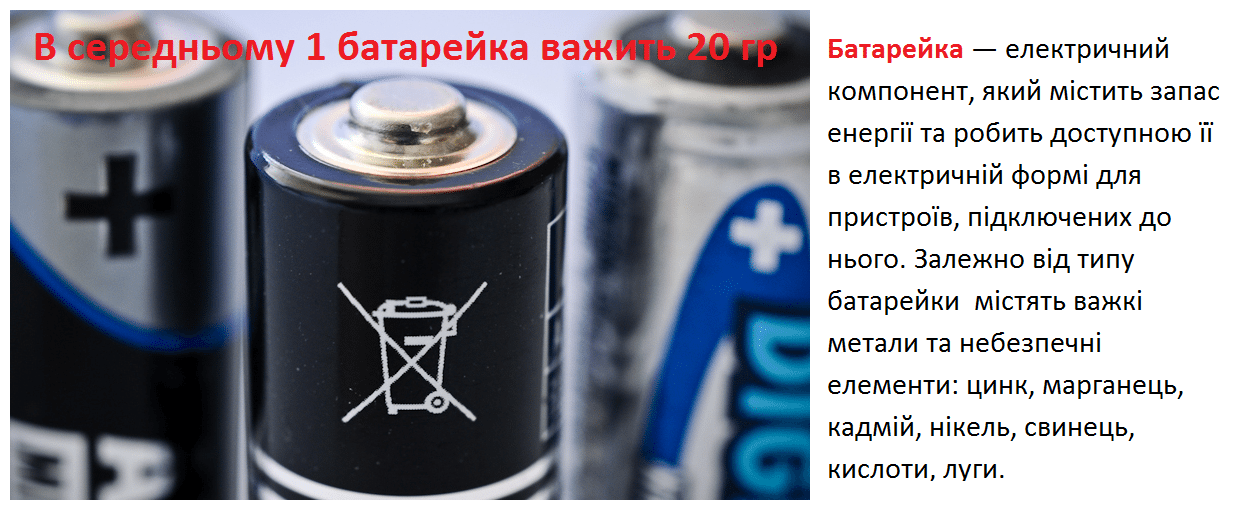 В середньому 1 батарейка важить 20 гр
Батарейка — електричний
компонент, який містить запас
енергії та робить доступною її
в електричній формі для
пристроїв, підключених до
нього. Залежно від типу
батарейки  містять важкі
метали та небезпечні
елементи: цинк, марганець,
кадмій, нікель, свинець,
кислоти, луги.
DIG